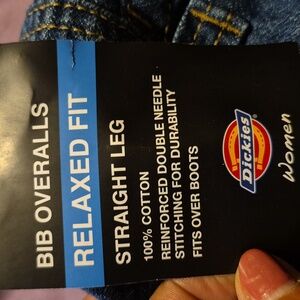 BIB OVERALLS
RELAXED FIT
STRAIGHT LEG
100% COTTON
REINFORCED DOUBLE NEEDLE
STITCHING FOR DURABILITY
FITS OVER BOOTS
Dickies
Women